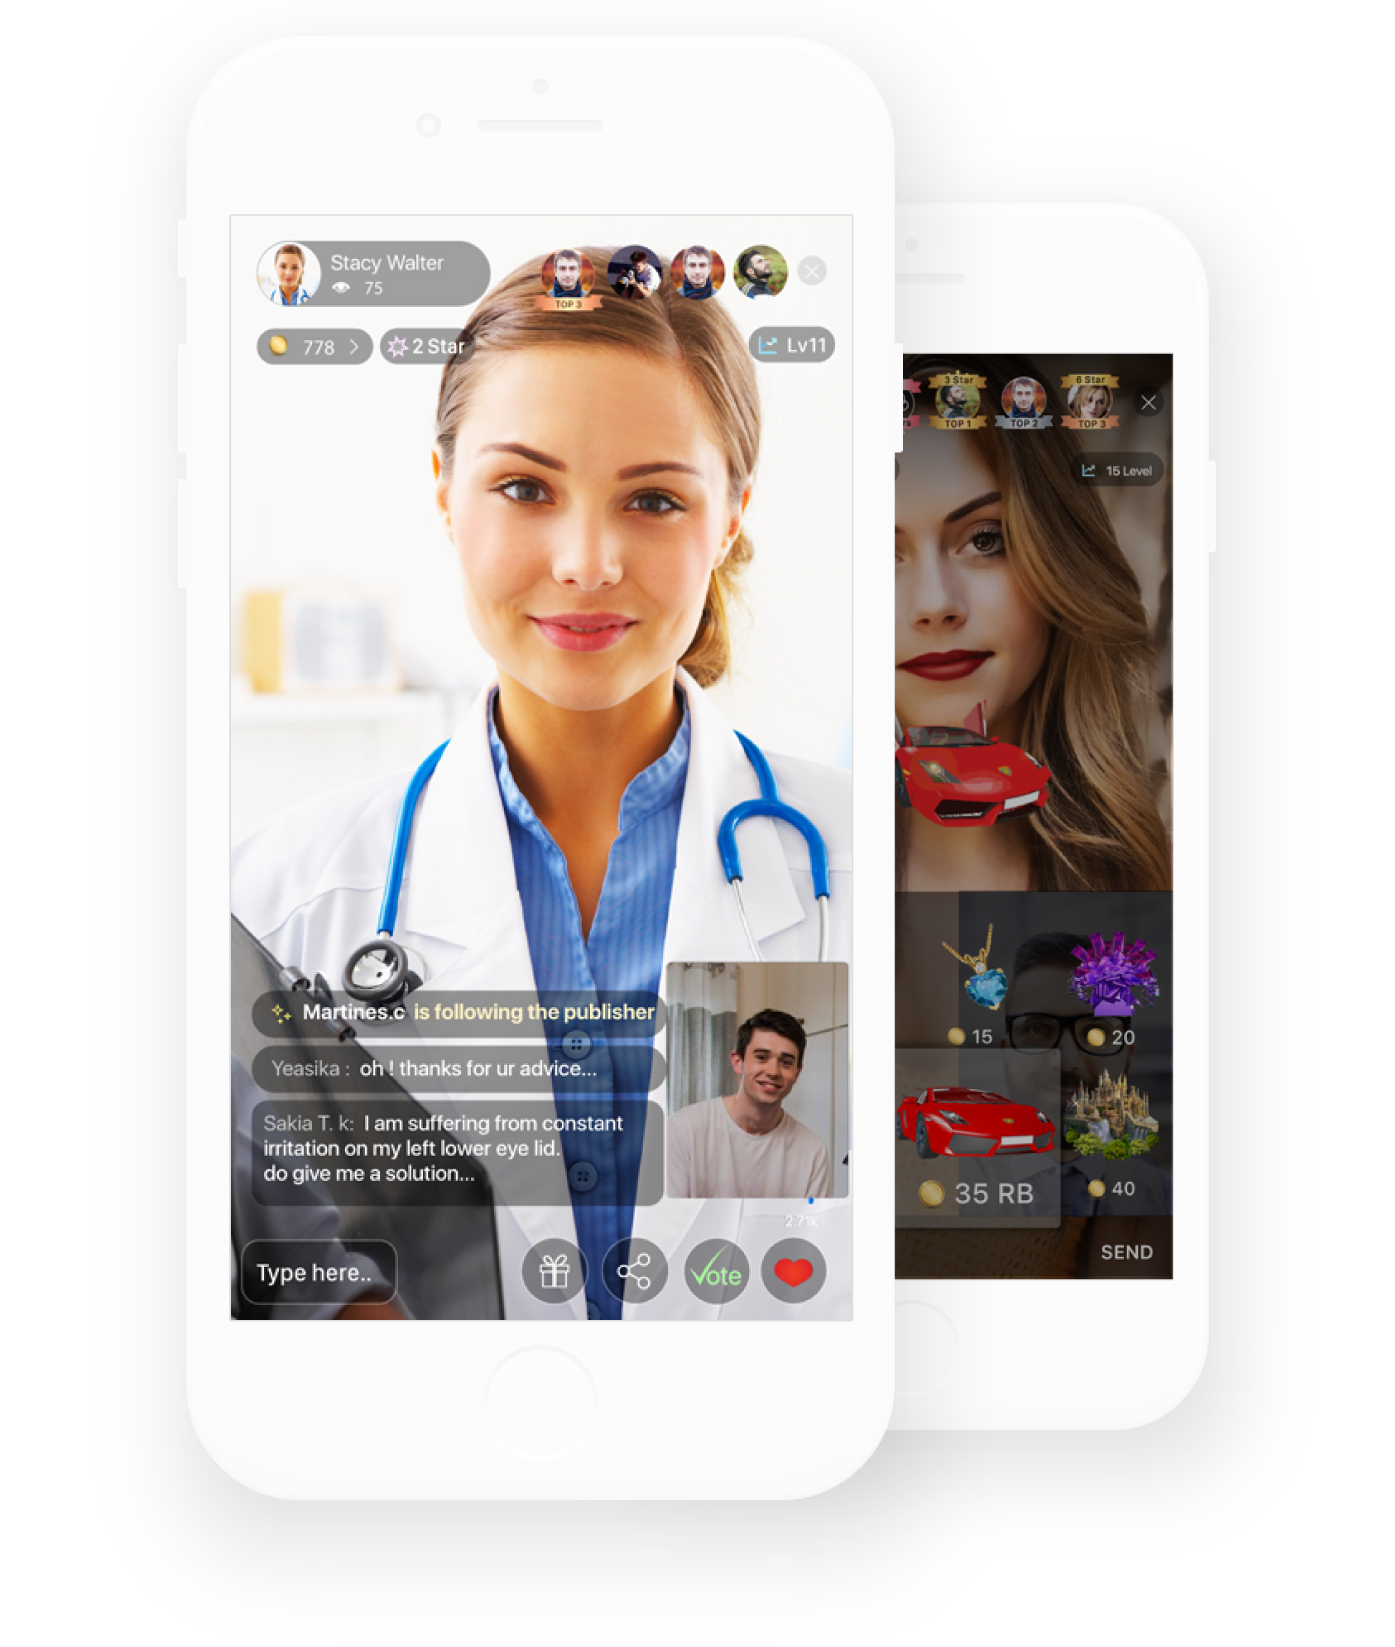 Stacy Walter
75
TOP 3
778
2 Star
Lv11
Martines.c is following the publisher
Yeasika : oh ! thanks for ur advice...
Sakia T. k: I am suffering from constant
irritation on my left lower eye lid.
do give me a solution...
2.71k
Type here..
Vote
3 Star
6 Star
TOP 1
TOP 2
TOP 3
15 Level
15
20
35 RB
40
SEND